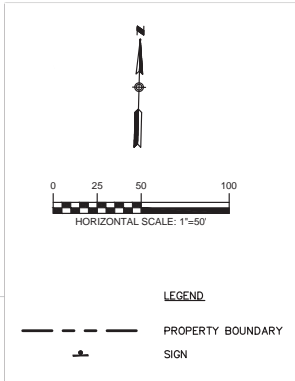 N
0 25 50 100
HORIZONTAL SCALE: 1"=50'
LEGEND
PROPERTY BOUNDARY
SIGN